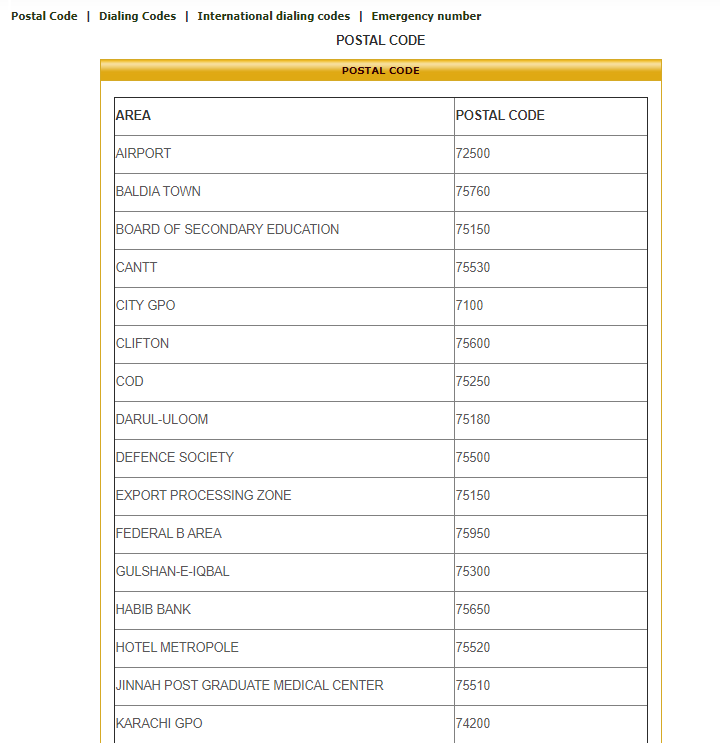 Postal Code | Dialing Codes | International dialing codes | Emergency number
POSTAL CODE
POSTAL CODE
AREA POSTAL CODE
AIRPORT 72500
BALDIA TOWN 75760
BOARD OF SECONDARY EDUCATION 75150
CANTT 75530
CITY GPO 7100
CLIFTON 75600
COD 75250
DARUL-ULOOM 75180
DEFENCE SOCIETY 75500
EXPORT PROCESSING ZONE 75150
FEDERAL B AREA 75950
GULSHAN-E-IQBAL 75300
HABIB BANK 75650
HOTEL METROPOLE 75520
JINNAH POST GRADUATE MEDICAL CENTER 75510
KARACHI GPO 74200